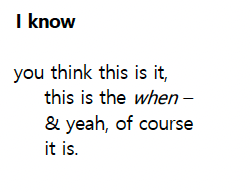 I know
you think this is it,
this is the when –
& yeah, of course
it is.